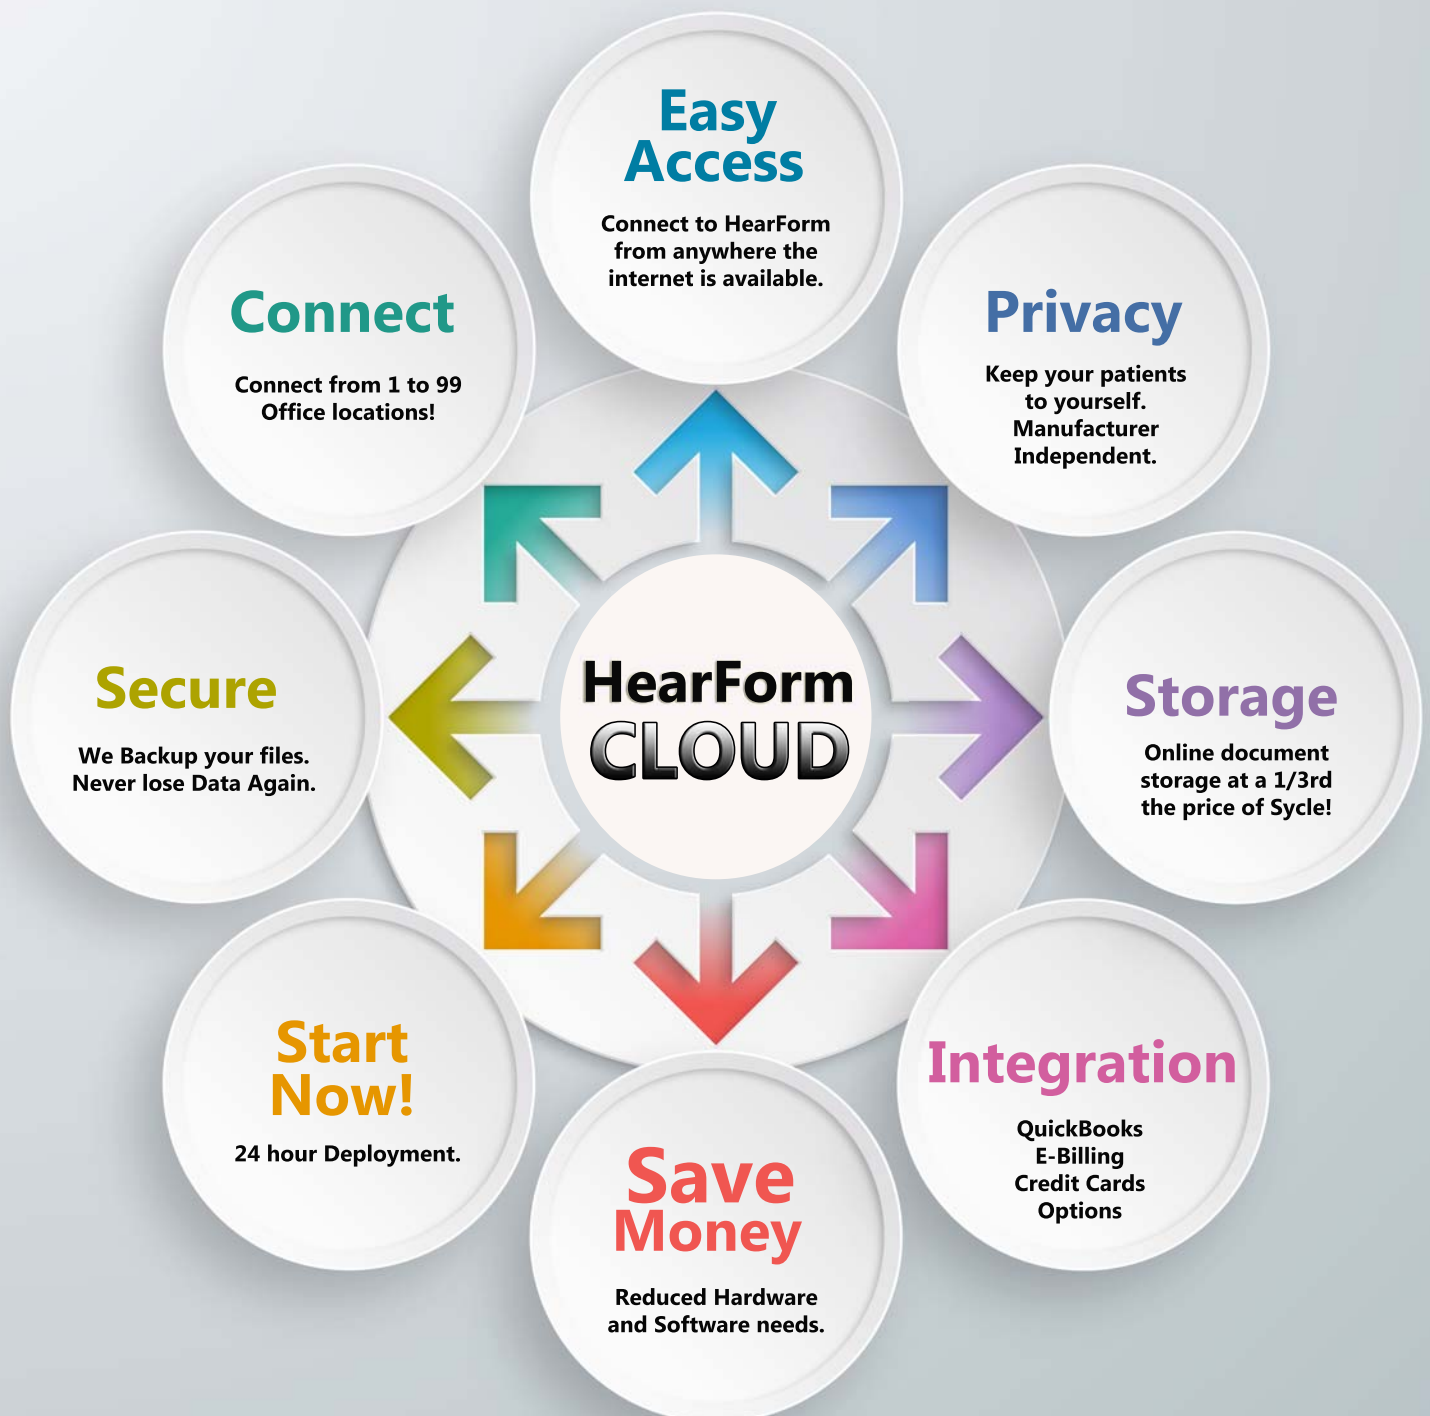 Easy
Access
Connect to HearForm
from anywhere the
internet is available.
Connect
Connect from 1 to 99
Office locations!
Privacy
Keep your patients
to yourself.
Manufacturer
Independent.
HearForm
CLOUD
Secure
We Backup your files.
Never lose Data Again.
Storage
Online document
storage at a 1/3rd
the price of Sycle!
Start
Now!
24 hour Deployment.
Integration
QuickBooks
E-Billing
Credit Cards
Options
Save
Money
Reduced Hardware
and Software needs.